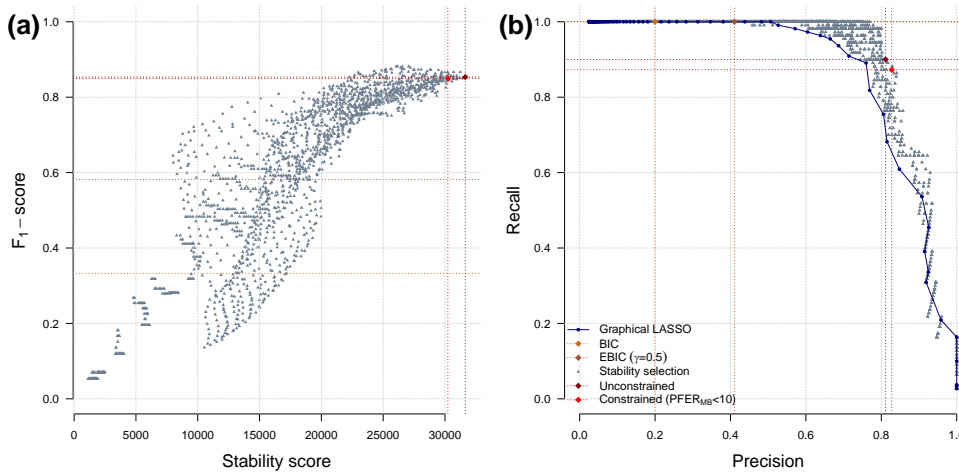 (a)
1.0
0.8
0.6
0.4
0.2
0.0
F1−score
0 5000 10000 15000 20000 25000 30000
Stability score
(b)
1.0
0.8
0.6
0.4
0.2
0.0
Recall
Graphical LASSO
BIC
EBIC (γ=0.5)
Stability selection
Unconstrained
Constrained (PFERMB<10)
0.0 0.2 0.4 0.6 0.8 1.0
Precision